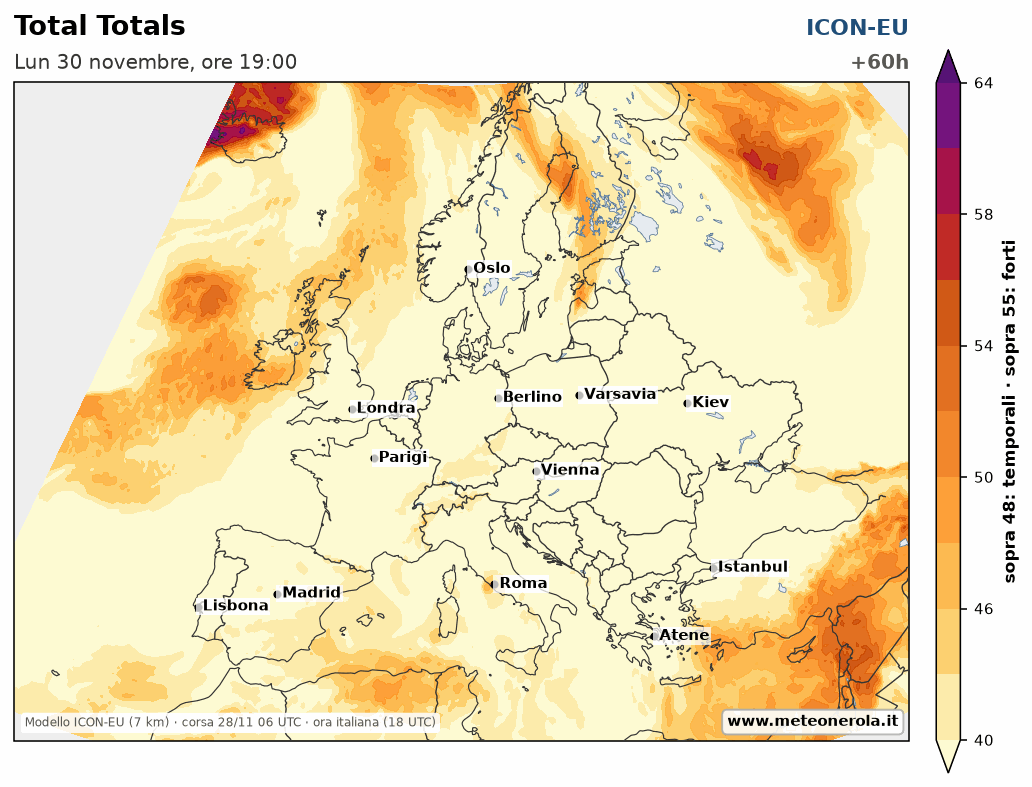 Total Totals
ICON-EU
Lun 30 novembre, ore 19:00
+60h
64
58
54
50
46
40
sopra 48: temporali · sopra 55: forti
Oslo
Londra
Berlino
Varsavia
Kiev
Parigi
Vienna
Istanbul
Roma
Madrid
Lisbona
Atene
Modello ICON-EU (7 km) · corsa 28/11 06 UTC · ora italiana (18 UTC)
www.meteonerola.it